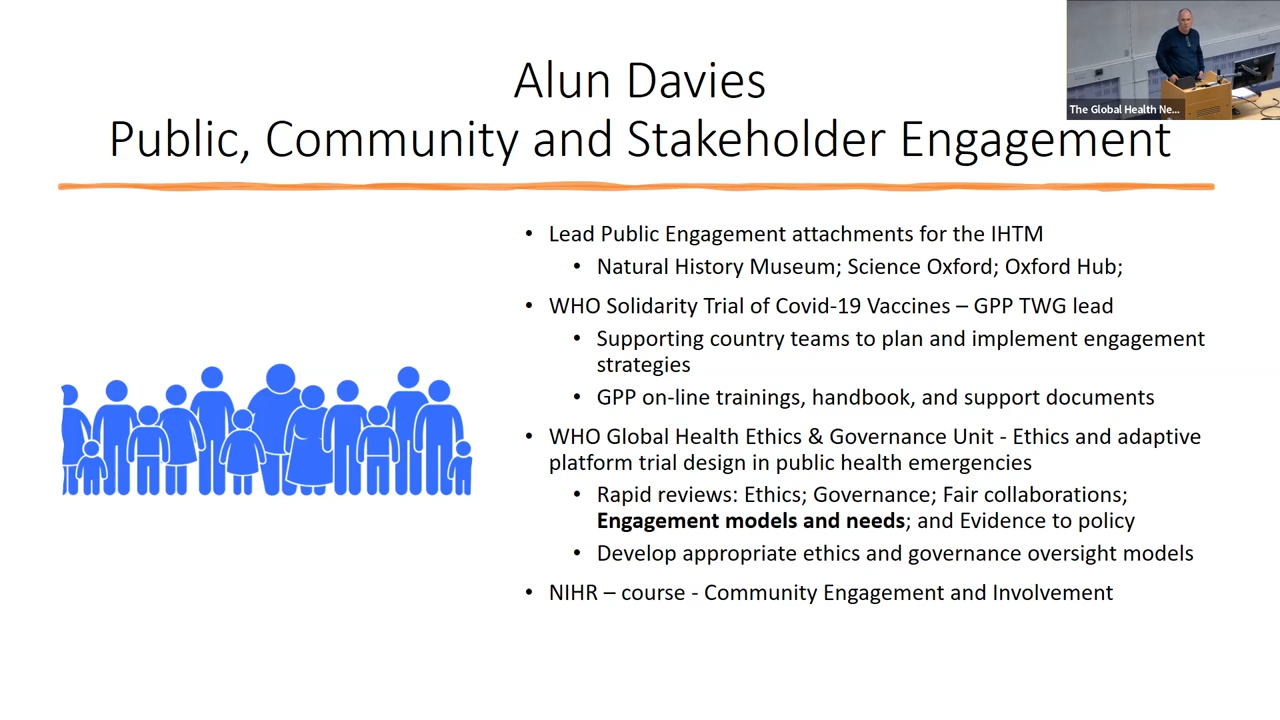 Alun Davies
Public, Community and Stakeholder Engagement
The Global Health Ne...
• Lead Public Engagement attachments for the IHTM
• Natural History Museum; Science Oxford; Oxford Hub;
• WHO Solidarity Trial of Covid-19 Vaccines – GPP TWG lead
• Supporting country teams to plan and implement engagement
strategies
• GPP on-line trainings, handbook, and support documents
• WHO Global Health Ethics & Governance Unit - Ethics and adaptive
platform trial design in public health emergencies
• Rapid reviews: Ethics; Governance; Fair collaborations;
Engagement models and needs; and Evidence to policy
• Develop appropriate ethics and governance oversight models
• NIHR – course - Community Engagement and Involvement